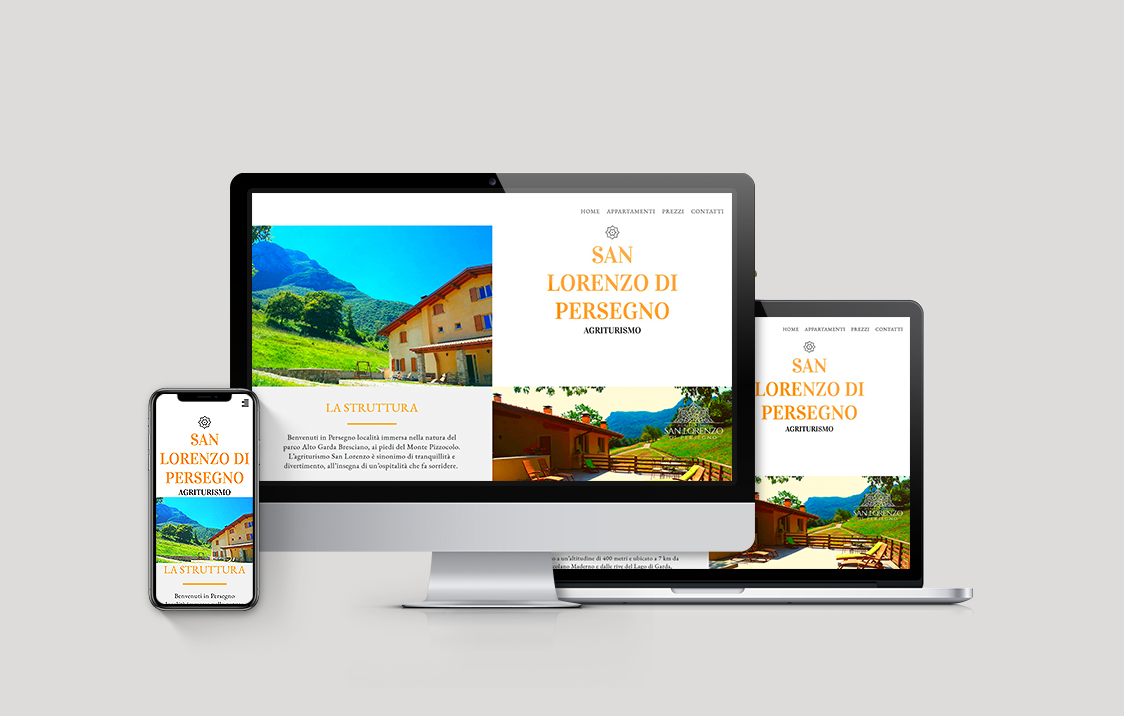 HOME APPARTAMENTI PREZZI CONTATTI
SAN
LORENZO DI
PERSEGNO
AGRITURISMO
LA STRUTTURA
Benvenuti in Persegno località immersa nella natura del
parco Alto Garda Bresciano, ai piedi del Monte Pizzocolo.
L'agriturismo San Lorenzo è sinonimo di tranquillità e
divertimento, all'insegna di un'ospitalità che fa sorridere.
SAN LORENZO
DI PERSEGNO
SAN
LORENZO DI
PERSEGNO
AGRITURISMO
LA STRUTTURA
Benvenuti in Persegno
HOME APPARTAMENTI PREZZI CONTATTI
SAN
LORENZO DI
PERSEGNO
AGRITURISMO
SAN LORENZO
DI PERSEGNO
a un'altitudine di 400 metri e ubicato a 7 km da
Maderno e dalle rive del Lago di Garda,